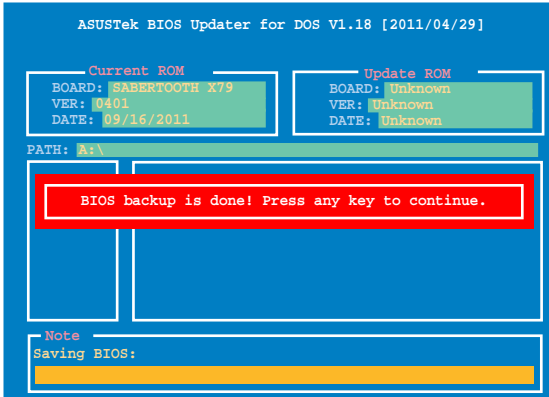 ASUSTek BIOS Updater for DOS V1.18 [2011/04/29]
Current ROM
BOARD: SABERTOOTH X79
VER: 0401
DATE: 09/16/2011
Update ROM
BOARD: Unknown
VER: Unknown
DATE: Unknown
PATH: A:\
BIOS backup is done! Press any key to continue.
Note
Saving BIOS: